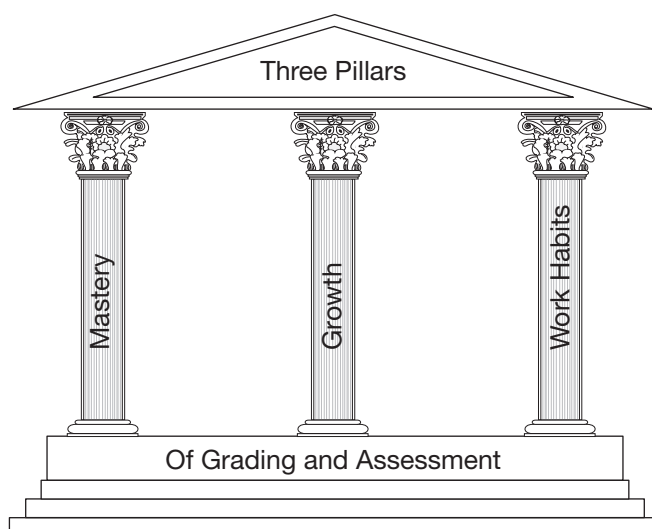 Three Pillars
Mastery
Growth
Work Habits
Of Grading and Assessment